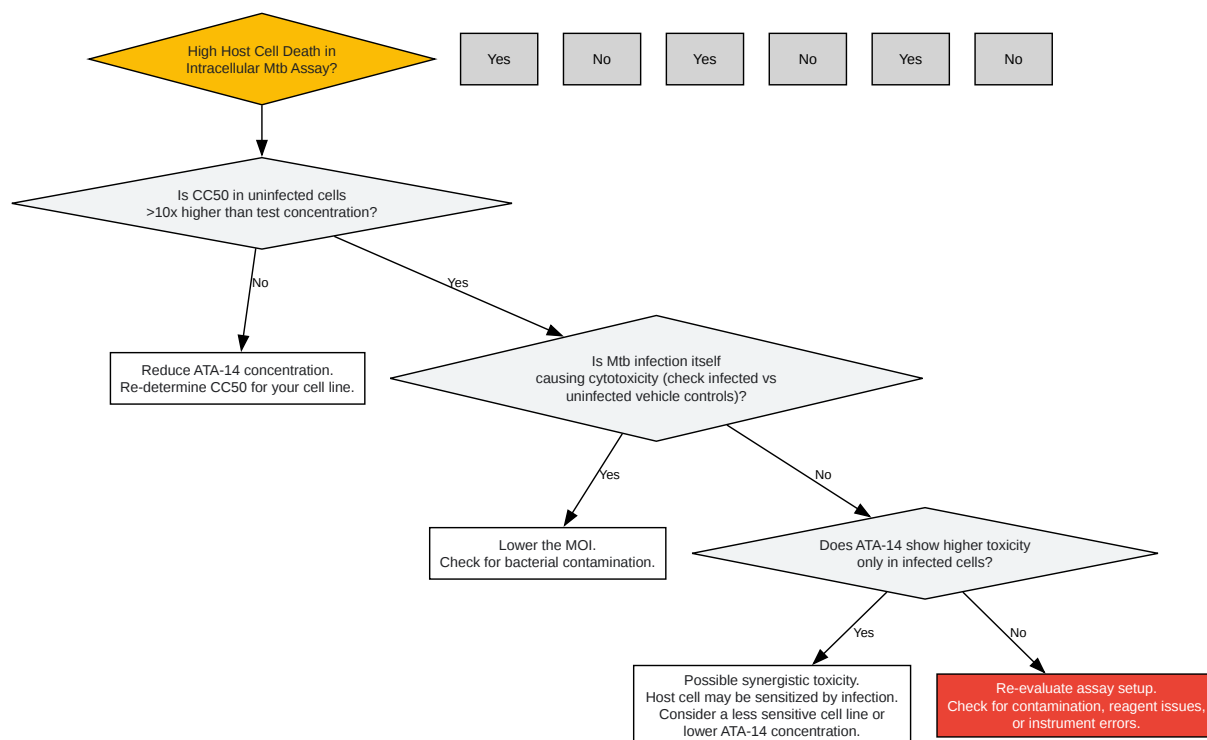 High Host Cell Death in
Intracellular Mtb Assay?
Yes
No
Yes
No
Yes
No
Is CC50 in uninfected cells
>10x higher than test concentration?
No
Yes
Reduce ATA-14 concentration.
Re-determine CC50 for your cell line.
Is Mtb infection itself
causing cytotoxicity (check infected vs
uninfected vehicle controls)?
Yes
No
Lower the MOI.
Check for bacterial contamination.
Does ATA-14 show higher toxicity
only in infected cells?
Yes
No
Possible synergistic toxicity.
Host cell may be sensitized by infection.
Consider a less sensitive cell line or
lower ATA-14 concentration.
Re-evaluate assay setup.
Check for contamination, reagent issues,
or instrument errors.